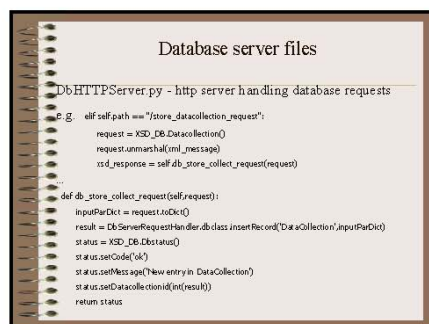 Database server files
DbHTTPServer.py - http server handling database requests
e.g. elif self.path == "/store_datacollection_request":
request = XSD_DB.Datacollection()
request.unmarshal(xml_message)
xsd_response = self.db_store_collect_request(request)
...
def db_store_collect_request(self,request):
inputParDict = request.toDict()
result = DbServerRequestHandler.dbclass.insertRecord('DataCollection',inputParDict)
status = XSD_DB.Dbstatus()
status.setCode('ok')
status.setMessage('New entry in DataCollection')
status.setDatacollectionid(int(result))
return status